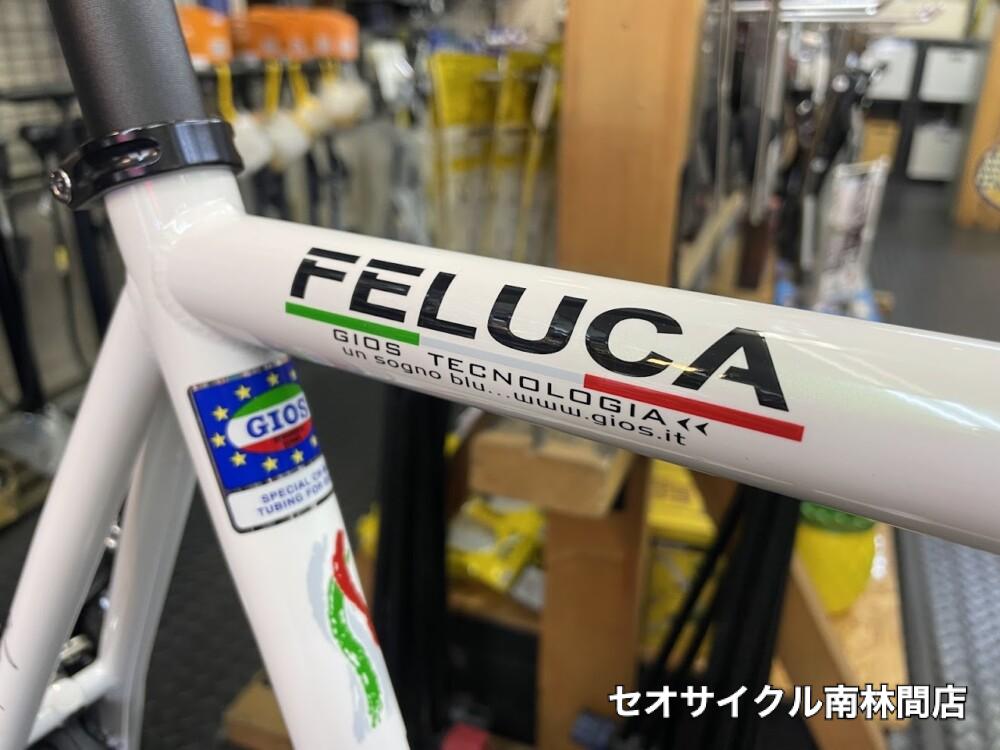 FELUCA
GIOS TECNOLOGIA
un sogno blu...www.gios.it
GIOS
SPECIAL
TUBING FOR
セオサイクル南林間店